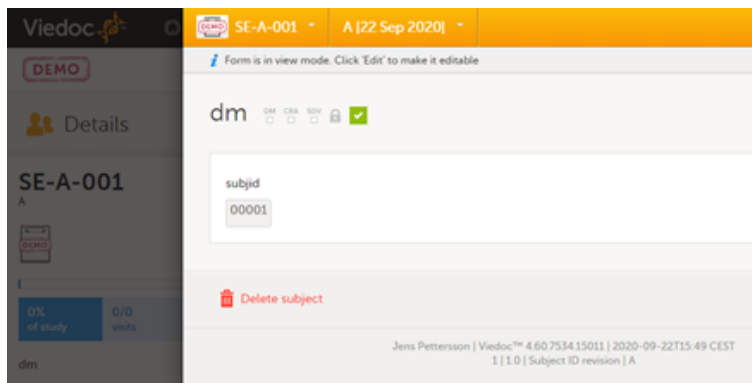 Viedoc
DEMO
Details
SE-A-001
A
DEMO
0%
of study
0/0
visits
dm
DEMO
SE-A-001
A |22 Sep 2020|
i Form is in view mode. Click 'Edit' to make it editable
dm
DM CRA SDV
subjid
00001
Delete subject
Jens Pettersson | Viedoc™ 4.60.7534.15011 | 2020-09-22T15:49 CEST
1 | 1.0 | Subject ID revision | A